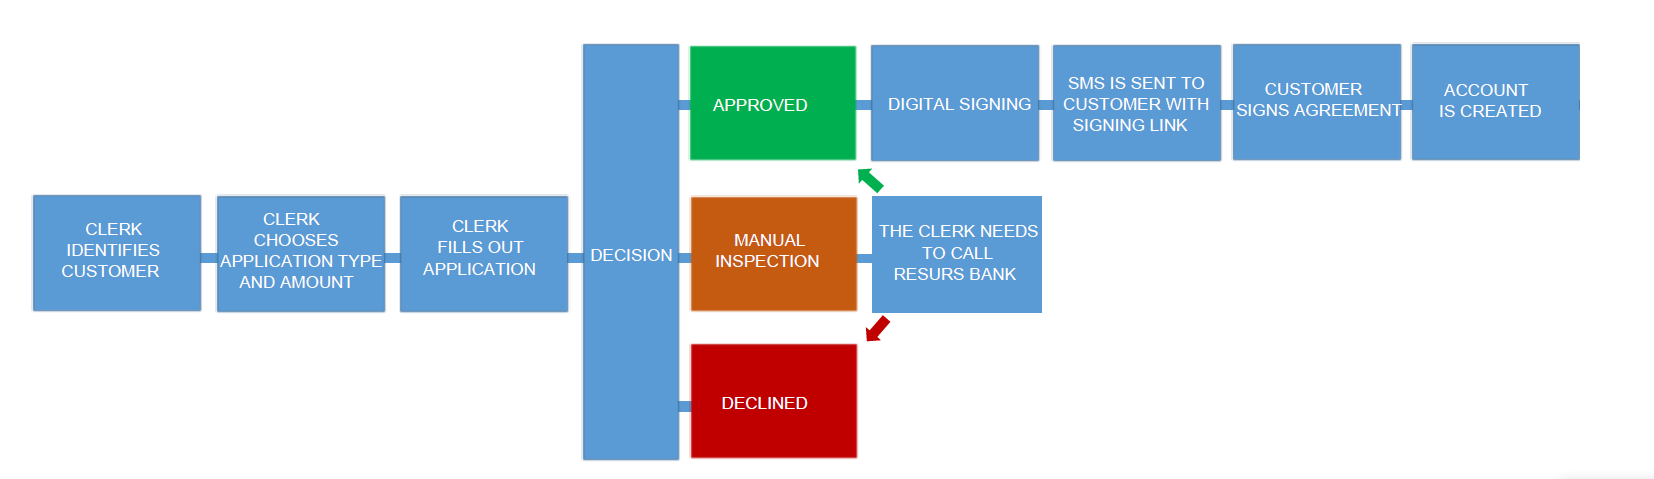 CLERK
IDENTIFIES
CUSTOMER
CLERK
CHOOSES
APPLICATION TYPE
AND AMOUNT
CLERK
FILLS OUT
APPLICATION
DECISION
APPROVED
DIGITAL SIGNING
SMS IS SENT TO
CUSTOMER WITH
SIGNING LINK
CUSTOMER
SIGNS AGREEMENT
ACCOUNT
IS CREATED
MANUAL
INSPECTION
THE CLERK NEEDS
TO CALL
RESURS BANK
DECLINED